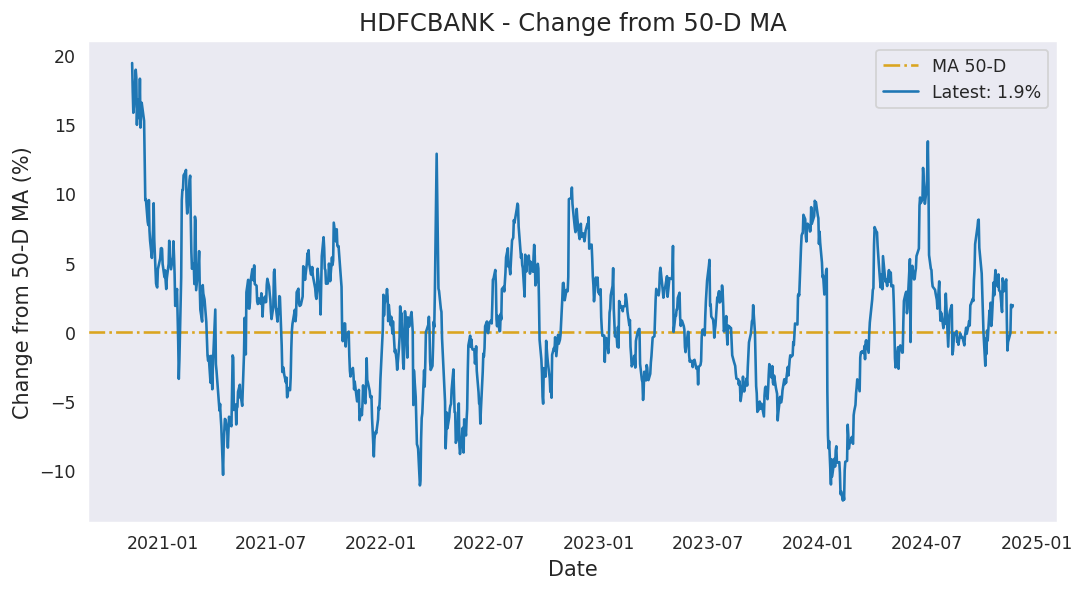 HDFCBANK - Change from 50-D MA
MA 50-D
Latest: 1.9%
Change from 50-D MA (%)
20
15
10
5
0
−5
−10
2021-01 2021-07 2022-01 2022-07 2023-01 2023-07 2024-01 2024-07 2025-01
Date